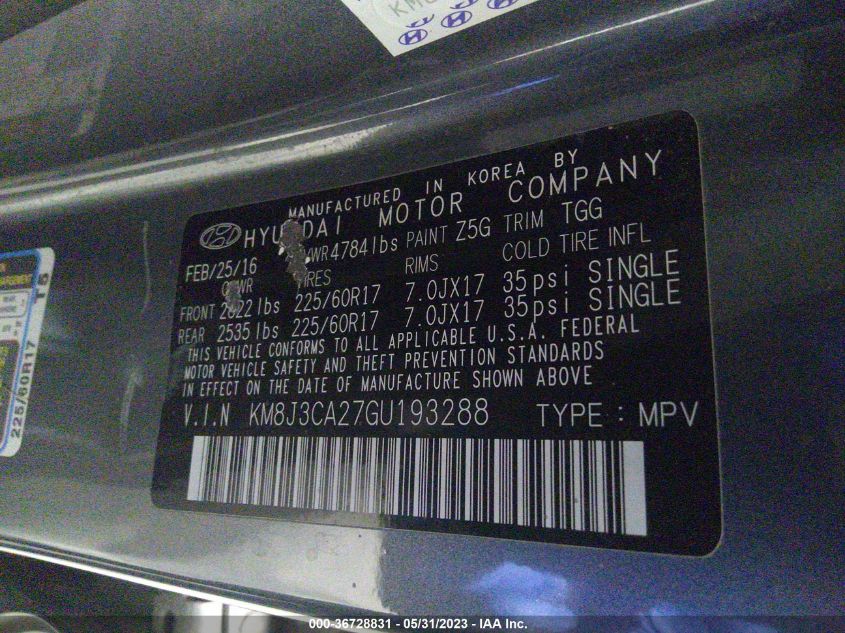 MANUFACTURED IN KOREA BY
HYUNDAI MOTOR COMPANY
FEB/25/16 GVWR 4784 lbs PAINT Z5G TRIM TGG
GAWR TIRES RIMS COLD TIRE INFL
FRONT 2822 lbs 225/60R17 7.0JX17 35psi SINGLE
REAR 2535 lbs 225/60R17 7.0JX17 35psi SINGLE
THIS VEHICLE CONFORMS TO ALL APPLICABLE U.S.A. FEDERAL
MOTOR VEHICLE SAFETY AND THEFT PREVENTION STANDARDS
IN EFFECT ON THE DATE OF MANUFACTURE SHOWN ABOVE
V.I.N KM8J3CA27GU193288 TYPE : MPV
225/60R17
000-36728831 - 05/31/2023 - IAA Inc.